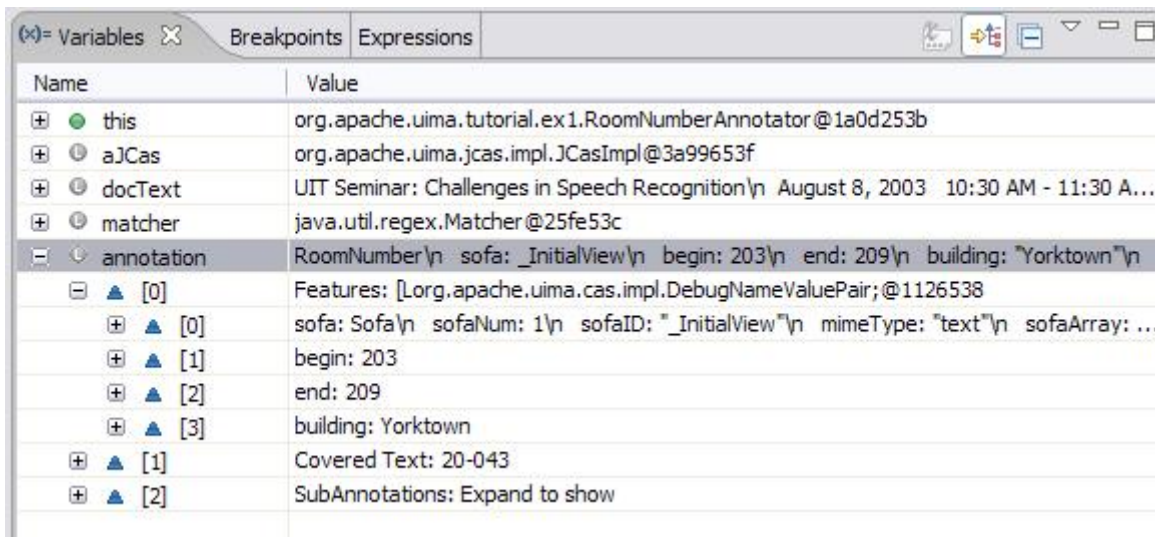 (x)= Variables Breakpoints Expressions
Name Value
this org.apache.uima.tutorial.ex1.RoomNumberAnnotator@1a0d253b
aJCas org.apache.uima.jcas.impl.JCasImpl@3a99653f
docText UIT Seminar: Challenges in Speech Recognition\n August 8, 2003 10:30 AM - 11:30 A...
matcher java.util.regex.Matcher@25fe53c
annotation RoomNumber\n sofa: _InitialView\n begin: 203\n end: 209\n building: "Yorktown"\n
[0] Features: [Lorg.apache.uima.cas.impl.DebugNameValuePair;@1126538
[0] sofa: Sofa\n sofaNum: 1\n sofaID: "_InitialView"\n mimeType: "text"\n sofaArray: ...
[1] begin: 203
[2] end: 209
[3] building: Yorktown
[1] Covered Text: 20-043
[2] SubAnnotations: Expand to show